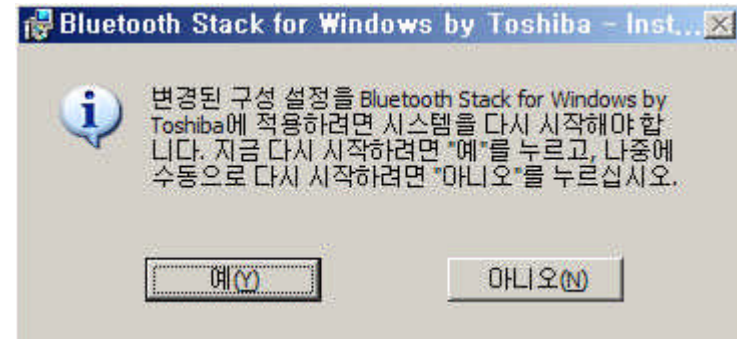 Bluetooth Stack for Windows by Toshiba - Inst...
변경된 구성 설정을 Bluetooth Stack for Windows by
Toshiba에 적용하려면 시스템을 다시 시작해야 합
니다. 지금 다시 시작하려면 "예"를 누르고, 나중에
수동으로 다시 시작하려면 "아니오"를 누르십시오.
예(Y) 아니오(N)